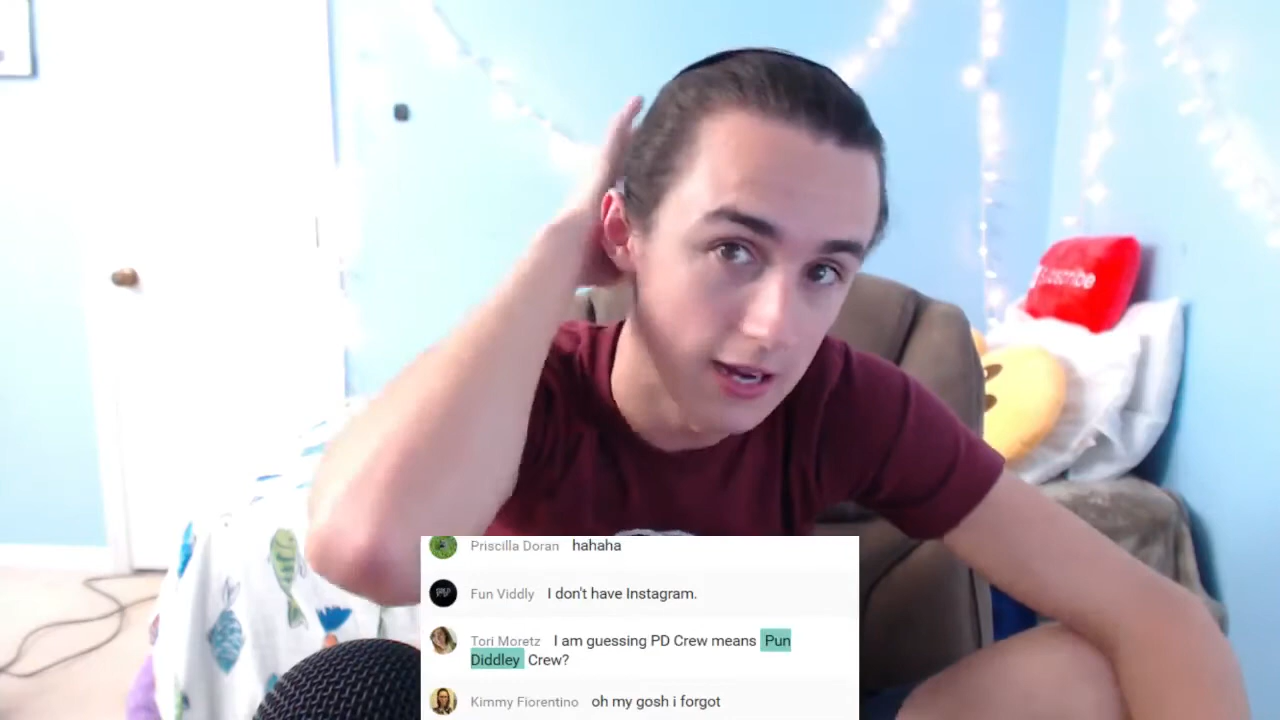 Subscribe
Priscilla Doran hahaha
Fun Viddly I don't have Instagram.
Tori Moretz I am guessing PD Crew means Pun
Diddley Crew?
Kimmy Fiorentino oh my gosh i forgot